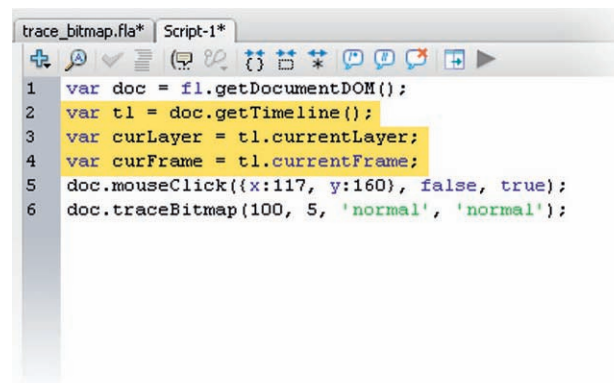 trace_bitmap.fla* Script-1*
1 var doc = fl.getDocumentDOM();
2 var tl = doc.getTimeline();
3 var curLayer = tl.currentLayer;
4 var curFrame = tl.currentFrame;
5 doc.mouseClick({x:117, y:160}, false, true);
6 doc.traceBitmap(100, 5, 'normal', 'normal');